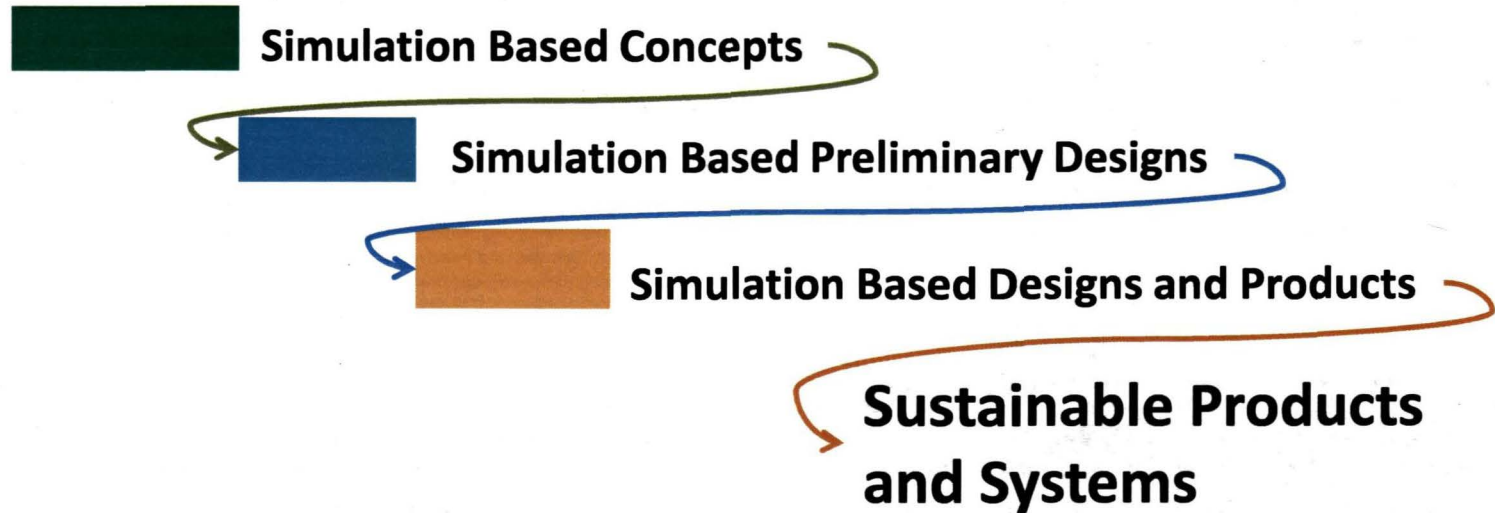 Simulation Based Concepts
Simulation Based Preliminary Designs
Simulation Based Designs and Products
Sustainable Products
and Systems